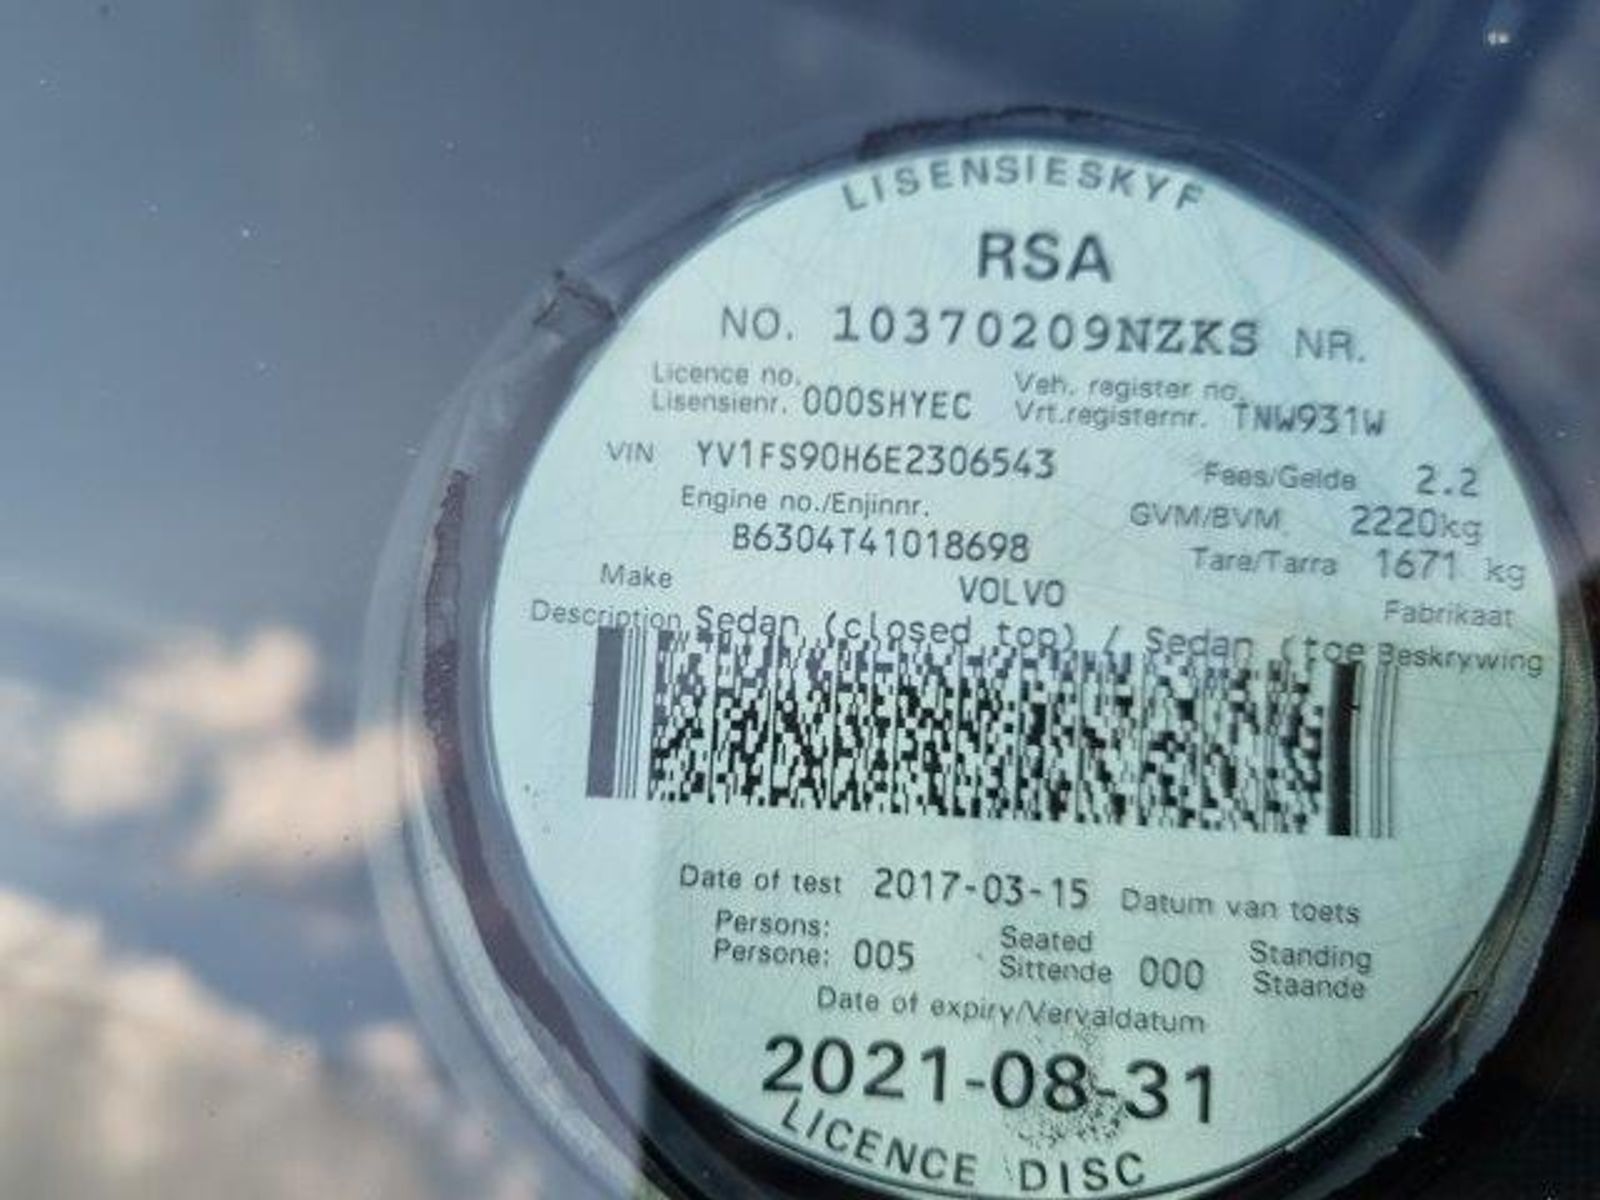 LISENSIESKYF
RSA
NO. 10370209NZKS NR.
Licence no. Veh. register no.
Lisensienr. 000SHYEC Vrt.registernr. TNW931W
VIN YV1FS90H6E2306543 Fees/Gelde 2.2
Engine no./Enjinnr. GVM/BVM 2220kg
B6304T41018698 Tare/Tarra 1671 kg
Make VOLVO Fabrikaat
Description Sedan (closed top) / Sedan (toe Beskrywing
Date of test 2017-03-15 Datum van toets
Persons: Seated Standing
Persone: 005 Sittende 000 Staande
Date of expiry/Vervaldatum
2021-08-31
LICENCE DISC